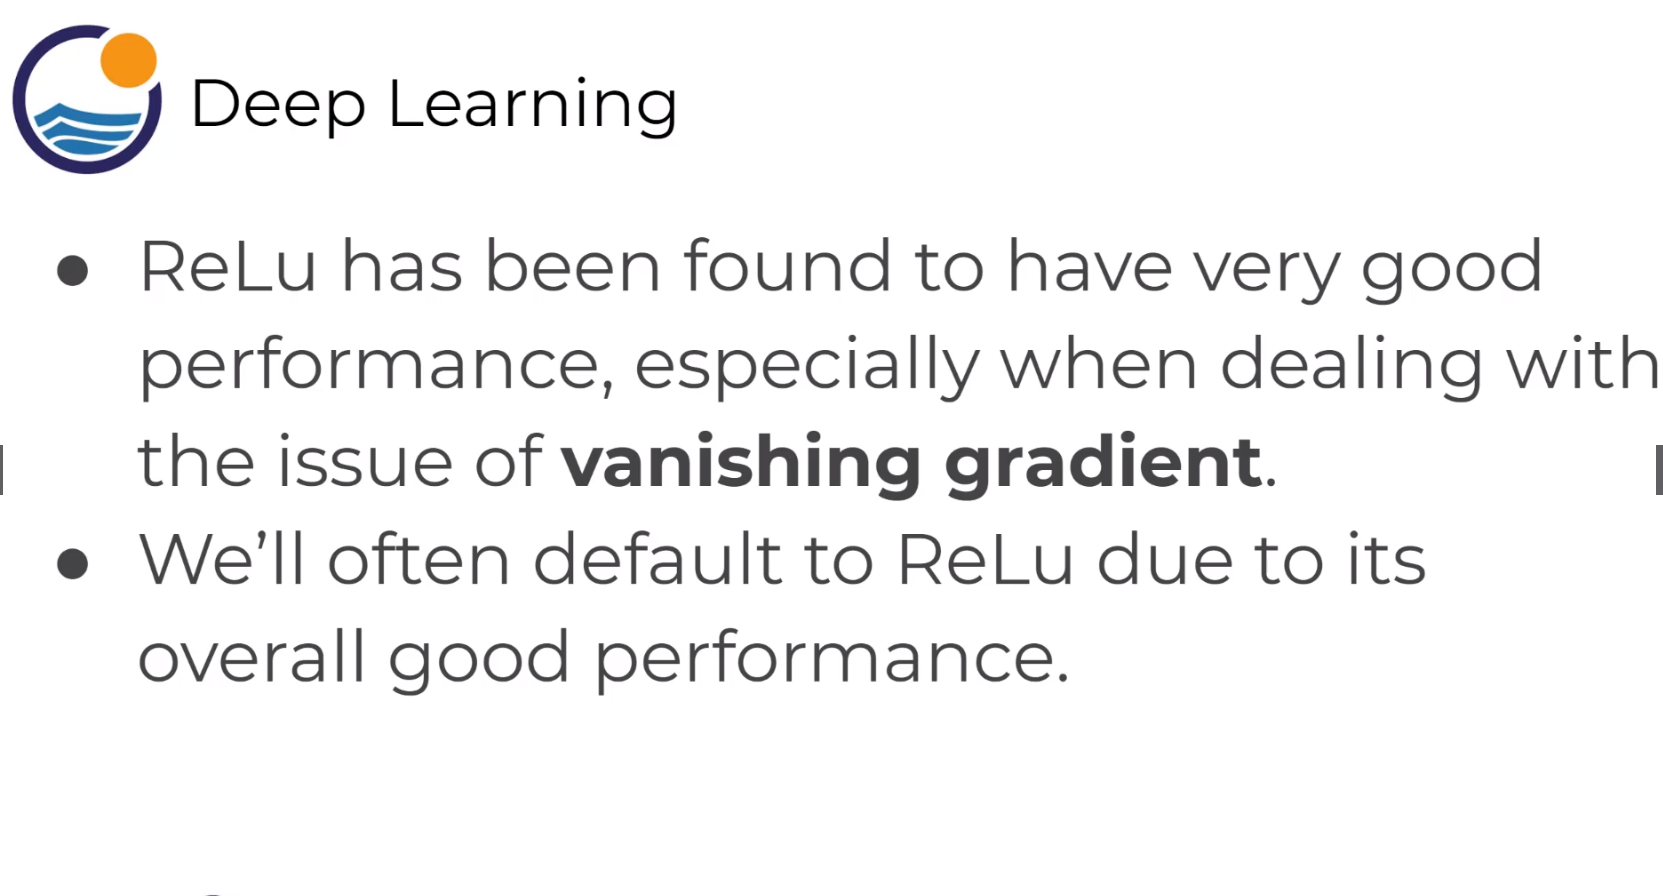 Deep Learning
● ReLu has been found to have very good
performance, especially when dealing with
the issue of vanishing gradient.
● We’ll often default to ReLu due to its
overall good performance.